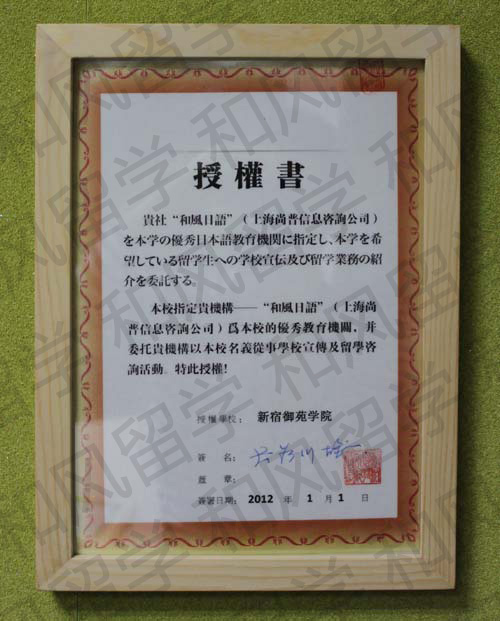 授權書
貴社“和風日語”（上海尚普信息咨詢公司）
を本学の優秀日本語教育機関に指定し、本学を希
望している留学生への学校宣伝及び留学業務の紹
介を委託する。
本校指定貴機構——“和風日語”（上海尚
普信息咨詢公司）爲本校的優秀教育機關，并
委托貴機構以本校名義從事學校宣傳及留學咨
詢活動。特此授權!
授權學校： 新宿御苑学院
簽 名：
蓋 章：
簽署日期： 2012 年 1 月 1 日
和风留学